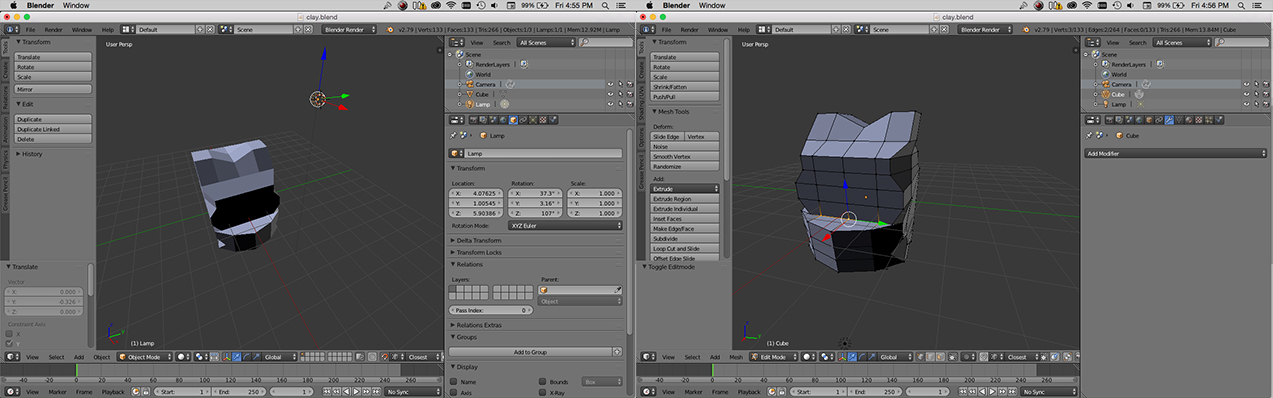 Blender Window 99% Fri 4:55 PM
clay.blend
Default Scene Blender Render v2.79 | Verts:133 | Faces:133 | Tris:266 | Objects:1/3 | Lamps:1/1 | Mem:12.92M | Lamp
Tools
Create
Relations
Animation
Physics
Grease Pencil
Transform
Translate
Rotate
Scale
Mirror
Edit
Duplicate
Duplicate Linked
Delete
History
Translate
Vector
X: 0.000
Y: -0.326
Z: 0.000
Constraint Axis
X
Y
User Persp
(1) Lamp
View Search All Scenes
Scene
RenderLayers
World
Camera
Cube
Lamp
Lamp
Lamp
Transform
Location: Rotation: Scale:
X: 4.07625 X: 37.3° X: 1.000
Y: 1.00545 Y: 3.16° Y: 1.000
Z: 5.90386 Z: 107° Z: 1.000
Rotation Mode: XYZ Euler
Delta Transform
Transform Locks
Relations
Layers: Parent:
Object
Pass Index: 0
Relations Extras
Groups
Add to Group
Display
Name Bounds Box
Axis X-Ray
View Select Add Object Object Mode Global Closest
-40 -20 0 20 40 60 80 100 120 140 160 180 200 220 240 260
View Marker Frame Playback Start: 1 End: 250 1 No Sync
Blender Window 99% Fri 4:56 PM
clay.blend
Default Scene Blender Render v2.79 | Verts:3/133 | Edges:2/264 | Faces:0/133 | Tris:266 | Mem:13.84M | Cube
Tools
Create
Shading / UVs
Options
Grease Pencil
Transform
Translate
Rotate
Scale
Shrink/Fatten
Push/Pull
Mesh Tools
Deform:
Slide Edge Vertex
Noise
Smooth Vertex
Randomize
Add:
Extrude
Extrude Region
Extrude Individual
Inset Faces
Make Edge/Face
Subdivide
Loop Cut and Slide
Offset Edge Slide
Toggle Editmode
User Persp
(1) Cube
View Search All Scenes
Scene
RenderLayers
World
Camera
Cube
Lamp
Cube
Add Modifier
View Select Add Mesh Edit Mode Global Closest
-40 -20 0 20 40 60 80 100 120 140 160 180 200 220 240 260
View Marker Frame Playback Start: 1 End: 250 1 No Sync